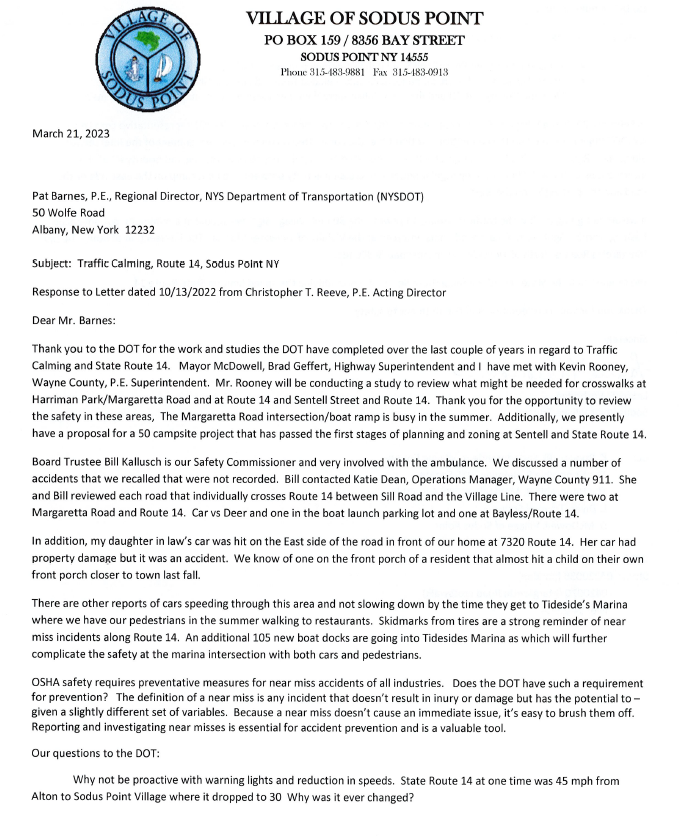 VILLAGE OF SODUS POINT
VILLAGE OF SODUS POINT
PO BOX 159 / 8356 BAY STREET
SODUS POINT NY 14555
Phone 315-483-9881 Fax 315-483-0913
March 21, 2023
Pat Barnes, P.E., Regional Director, NYS Department of Transportation (NYSDOT)
50 Wolfe Road
Albany, New York 12232
Subject: Traffic Calming, Route 14, Sodus Point NY
Response to Letter dated 10/13/2022 from Christopher T. Reeve, P.E. Acting Director
Dear Mr. Barnes:
Thank you to the DOT for the work and studies the DOT have completed over the last couple of years in regard to Traffic
Calming and State Route 14. Mayor McDowell, Brad Geffert, Highway Superintendent and I have met with Kevin Rooney,
Wayne County, P.E. Superintendent. Mr. Rooney will be conducting a study to review what might be needed for crosswalks at
Harriman Park/Margaretta Road and at Route 14 and Sentell Street and Route 14. Thank you for the opportunity to review
the safety in these areas, The Margaretta Road intersection/boat ramp is busy in the summer. Additionally, we presently
have a proposal for a 50 campsite project that has passed the first stages of planning and zoning at Sentell and State Route 14.
Board Trustee Bill Kallusch is our Safety Commissioner and very involved with the ambulance. We discussed a number of
accidents that we recalled that were not recorded. Bill contacted Katie Dean, Operations Manager, Wayne County 911. She
and Bill reviewed each road that individually crosses Route 14 between Sill Road and the Village Line. There were two at
Margaretta Road and Route 14. Car vs Deer and one in the boat launch parking lot and one at Bayless/Route 14.
In addition, my daughter in law's car was hit on the East side of the road in front of our home at 7320 Route 14. Her car had
property damage but it was an accident. We know of one on the front porch of a resident that almost hit a child on their own
front porch closer to town last fall.
There are other reports of cars speeding through this area and not slowing down by the time they get to Tideside's Marina
where we have our pedestrians in the summer walking to restaurants. Skidmarks from tires are a strong reminder of near
miss incidents along Route 14. An additional 105 new boat docks are going into Tidesides Marina as which will further
complicate the safety at the marina intersection with both cars and pedestrians.
OSHA safety requires preventative measures for near miss accidents of all industries. Does the DOT have such a requirement
for prevention? The definition of a near miss is any incident that doesn't result in inury or damage but has the potential to –
given a slightly different set of variables. Because a near miss doesn't cause an immediate issue, it's easy to brush them off.
Reporting and investigating near misses is essential for accident prevention and is a valuable tool.
Our questions to the DOT:
Why not be proactive with warning lights and reduction in speeds. State Route 14 at one time was 45 mph from
Alton to Sodus Point Village where it dropped to 30 Why was it ever changed?